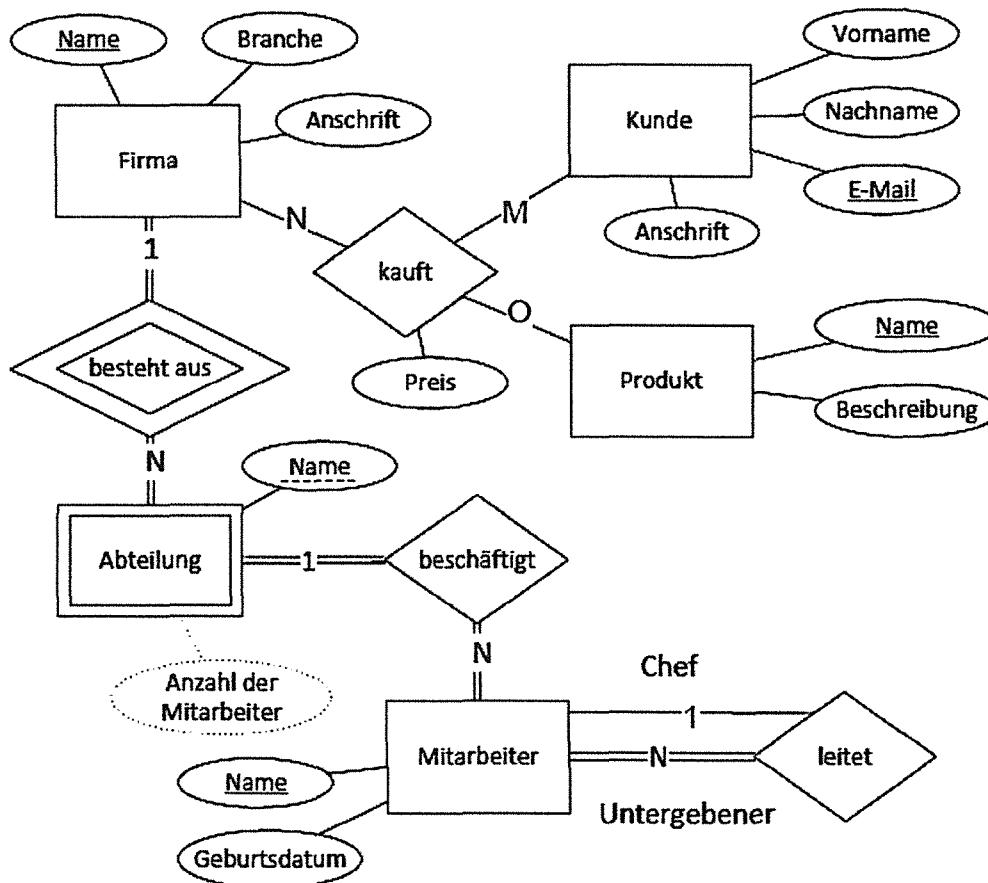 Name
Branche
Anschrift
Firma
Vorname
Nachname
E-Mail
Kunde
Anschrift
N
M
kauft
O
Preis
Name
Beschreibung
Produkt
1
besteht aus
N
Name
Abteilung
1
beschäftigt
Anzahl der
Mitarbeiter
N
Chef
1
Mitarbeiter
N
leitet
Untergebener
Name
Geburtsdatum